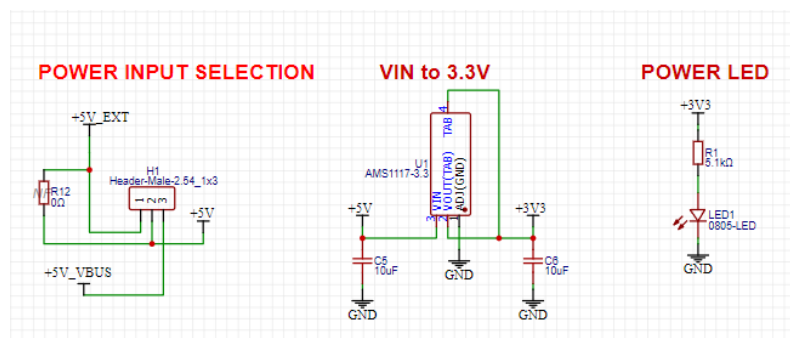 POWER INPUT SELECTION
VIN to 3.3V
POWER LED
+5V_EXT
R12
0Ω
H1
Header-Male-2.54_1x3
1 2 3
+5V
+5V_VBUS
4
TAB
U1
AMS1117-3.3
VIN
VOUT(TAB)
ADJ(GND)
3
2
1
+5V
C5
10uF
GND
GND
+3V3
C6
10uF
GND
+3V3
R1
5.1kΩ
LED1
0805-LED
GND